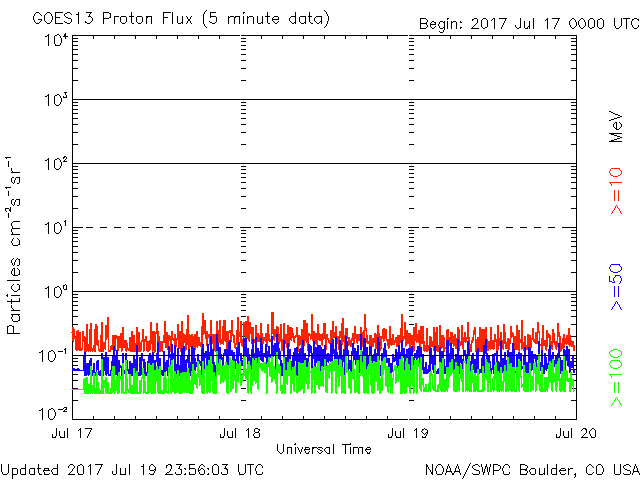 GOES13 Proton Flux (5 minute data)
Begin: 2017 Jul 17 0000 UTC
Particles cm⁻²s⁻¹sr⁻¹
10⁴
10³
10²
10¹
10⁰
10⁻¹
10⁻²
Jul 17
Jul 18
Jul 19
Jul 20
Universal Time
MeV
>=10
>=50
>=100
Updated 2017 Jul 19 23:56:03 UTC
NOAA/SWPC Boulder, CO USA